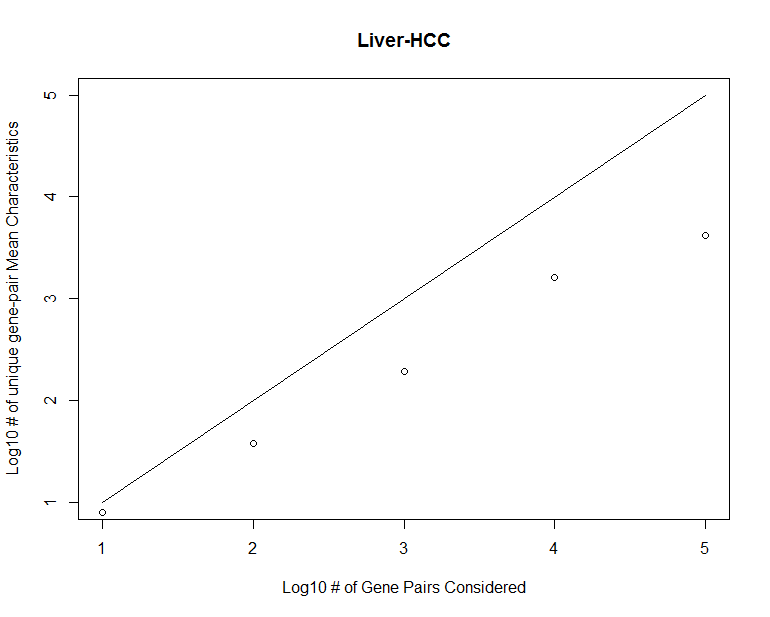 Liver-HCC
Log10 # of unique gene-pair Mean Characteristics
5
4
3
2
1
1 2 3 4 5
Log10 # of Gene Pairs Considered